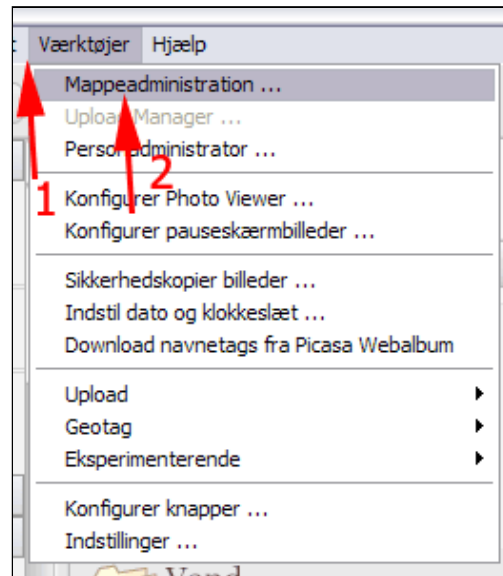 Værktøjer Hjælp
Mappeadministration ...
Upload Manager ...
Personadministrator ...
1
2
Konfigurer Photo Viewer ...
Konfigurer pauseskærmbilleder ...
Sikkerhedskopier billeder ...
Indstil dato og klokkeslæt ...
Download navnetags fra Picasa Webalbum
Upload
Geotag
Eksperimenterende
Konfigurer knapper ...
Indstillinger ...